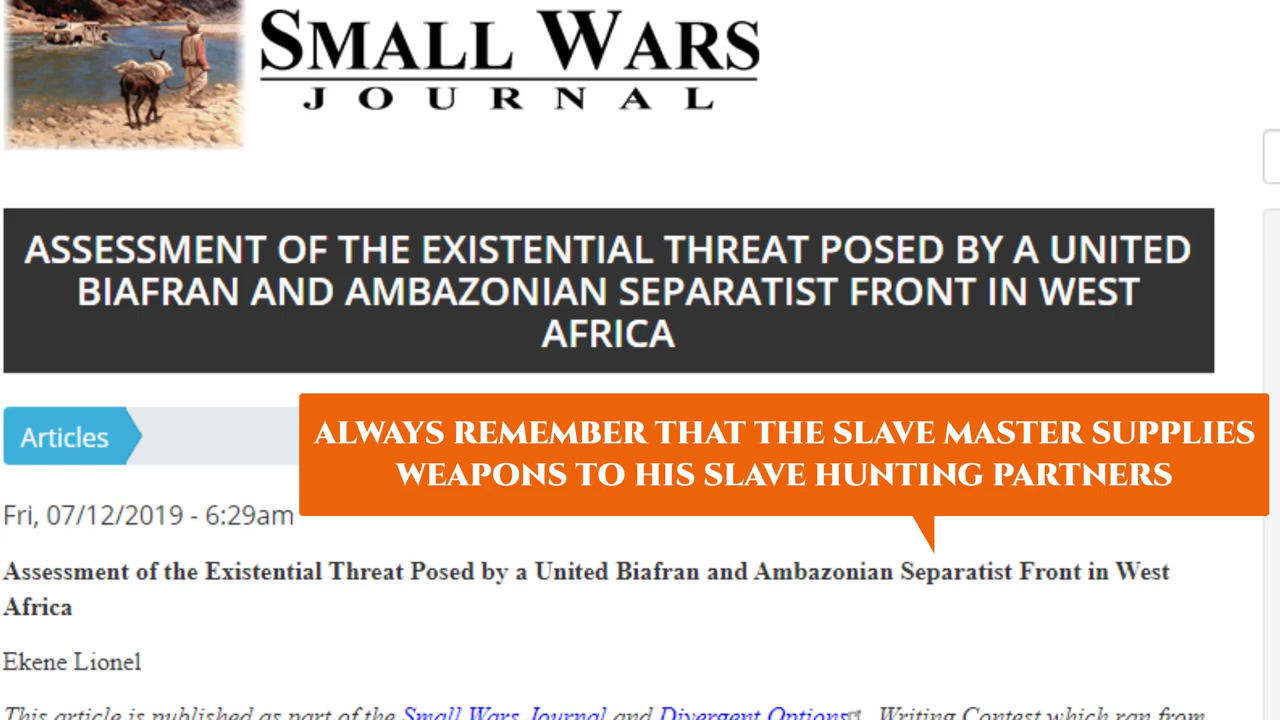 SMALL WARS
JOURNAL
ASSESSMENT OF THE EXISTENTIAL THREAT POSED BY A UNITED
BIAFRAN AND AMBAZONIAN SEPARATIST FRONT IN WEST
AFRICA
Articles
ALWAYS REMEMBER THAT THE SLAVE MASTER SUPPLIES
WEAPONS TO HIS SLAVE HUNTING PARTNERS
Fri, 07/12/2019 - 6:29am
Assessment of the Existential Threat Posed by a United Biafran and Ambazonian Separatist Front in West
Africa
Ekene Lionel
This article is published as part of the Small Wars Journal and Divergent Options Writing Contest which ran from